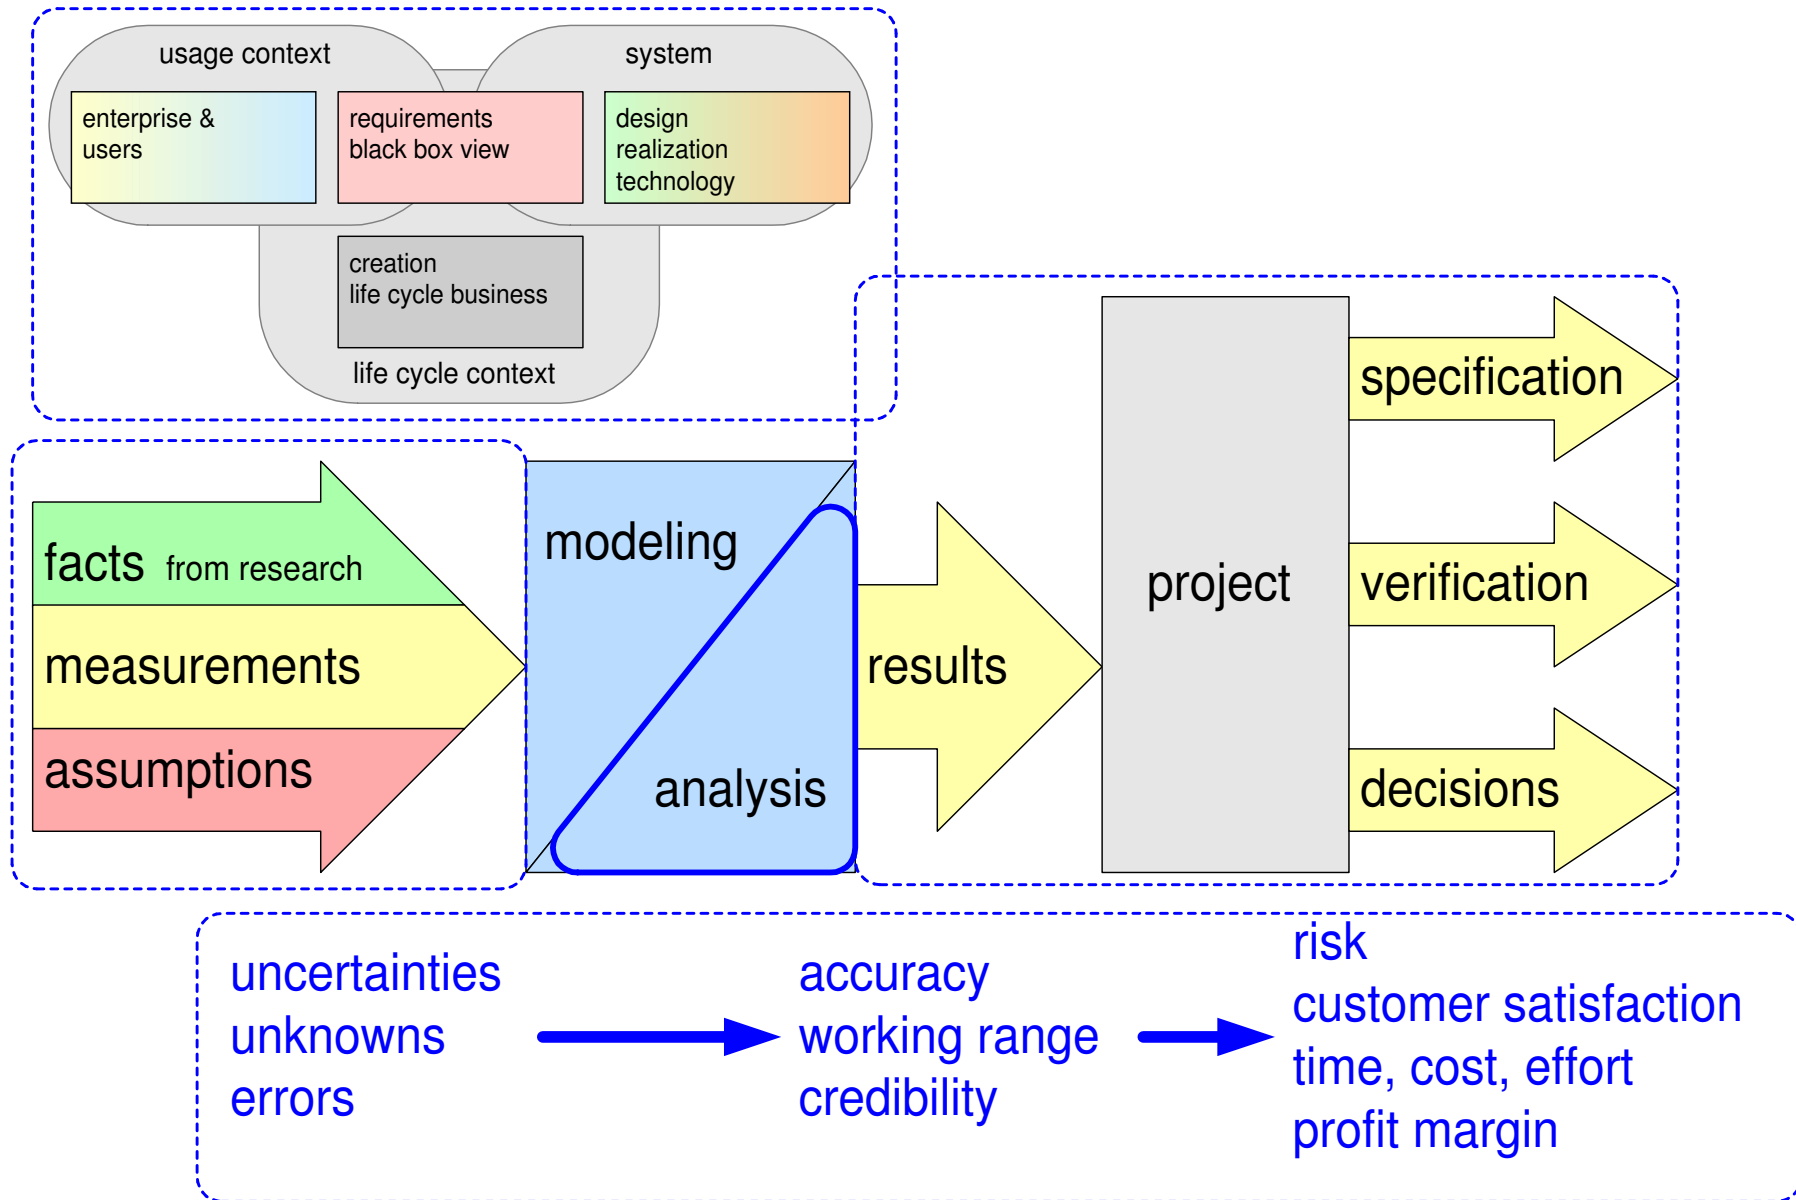 usage context
system
enterprise &
users
requirements
black box view
design
realization
technology
creation
life cycle business
life cycle context
facts from research
measurements
assumptions
modeling
analysis
results
project
specification
verification
decisions
uncertainties
unknowns
errors
accuracy
working range
credibility
risk
customer satisfaction
time, cost, effort
profit margin